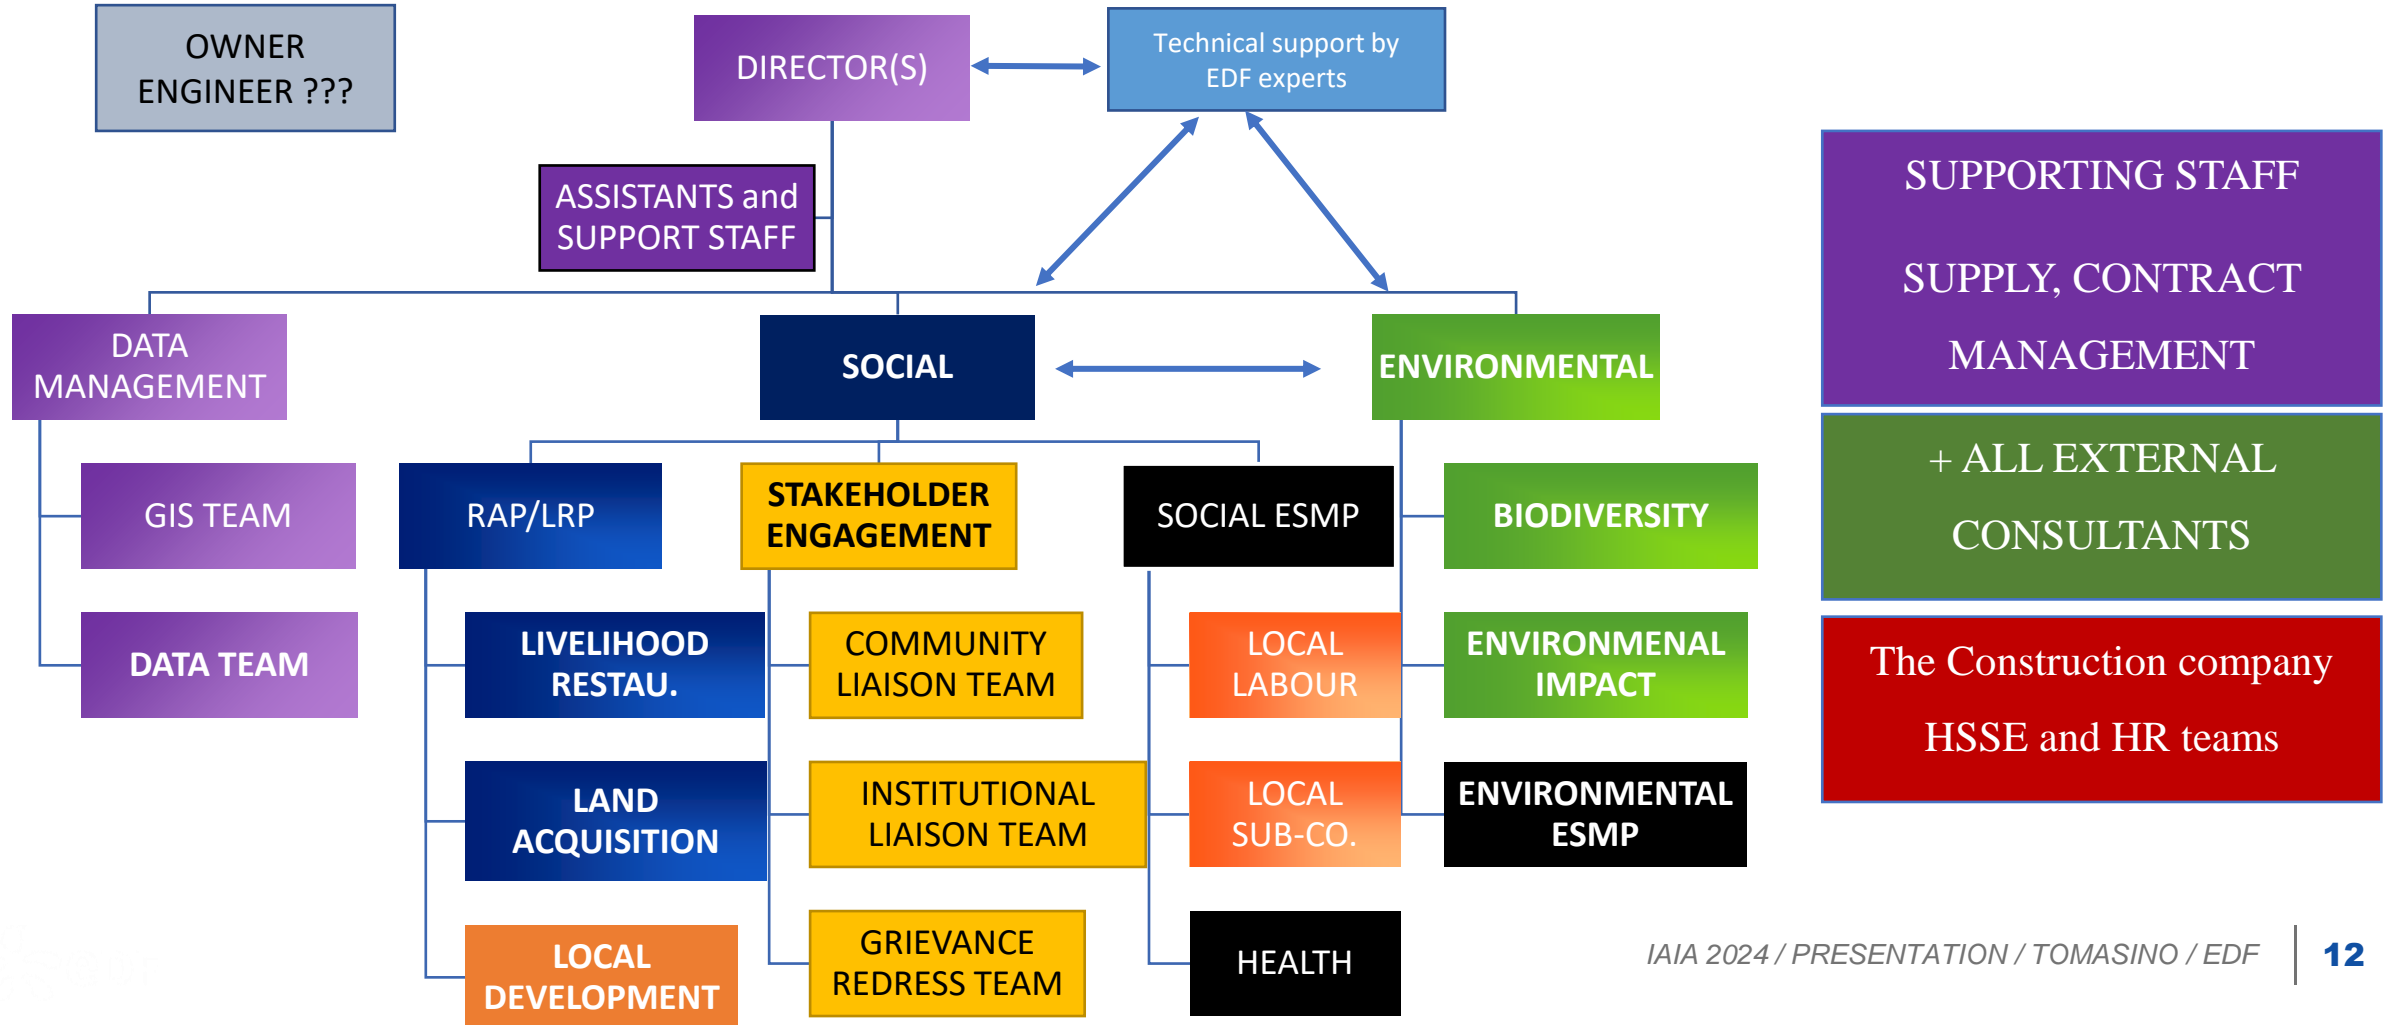 OWNER
ENGINEER ???
DIRECTOR(S)
Technical support by
EDF experts
ASSISTANTS and
SUPPORT STAFF
DATA
MANAGEMENT
SOCIAL
ENVIRONMENTAL
GIS TEAM
DATA TEAM
RAP/LRP
LIVELIHOOD
RESTAU.
LAND
ACQUISITION
LOCAL
DEVELOPMENT
STAKEHOLDER
ENGAGEMENT
COMMUNITY
LIAISON TEAM
INSTITUTIONAL
LIAISON TEAM
GRIEVANCE
REDRESS TEAM
SOCIAL ESMP
LOCAL
LABOUR
LOCAL
SUB-CO.
HEALTH
BIODIVERSITY
ENVIRONMENAL
IMPACT
ENVIRONMENTAL
ESMP
SUPPORTING STAFF
SUPPLY, CONTRACT
MANAGEMENT
+ ALL EXTERNAL
CONSULTANTS
The Construction company
HSSE and HR teams
IAIA 2024 / PRESENTATION / TOMASINO / EDF
12